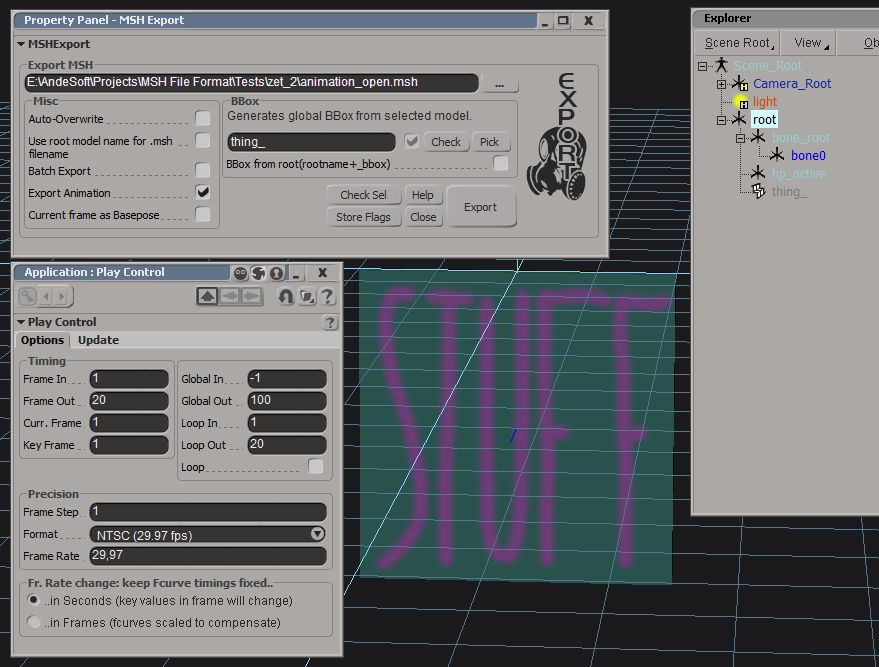 Property Panel - MSH Export
MSHExport
Export MSH
E:\AndeSoft\Projects\MSH File Format\Tests\zet_2\animation_open.msh
...
Misc
Auto-Overwrite
Use root model name for .msh
filename
Batch Export
Export Animation
Current frame as Basepose
BBox
Generates global BBox from selected model.
thing_
Check
Pick
BBox from root(rootname+_bbox)
Check Sel
Help
Store Flags
Close
Export
EXPORT
Explorer
Scene Root
View
Ob
Scene_Root
Camera_Root
light
root
bone_root
bone0
hp_active
thing_
Application : Play Control
Play Control
?
Options
Update
Timing
Frame In 1
Frame Out 20
Curr. Frame 1
Key Frame 1
Global In -1
Global Out 100
Loop In 1
Loop Out 20
Loop
Precision
Frame Step 1
Format NTSC (29.97 fps)
Frame Rate 29,97
Fr. Rate change: keep Fcurve timings fixed..
..in Seconds (key values in frame will change)
..in Frames (fcurves scaled to compensate)
STUFF